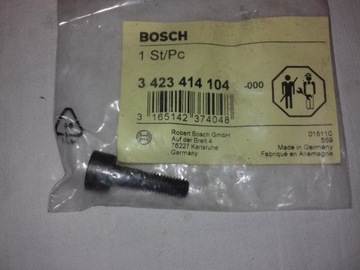 BOSCH
1 St/Pc
3 423 414 104 -000
3 165142 374048
Robert Bosch GmbH
Auf der Breit 4
76227 Karlsruhe
Germany
015110
559
Made in Germany
Fabriqué en Allemagne